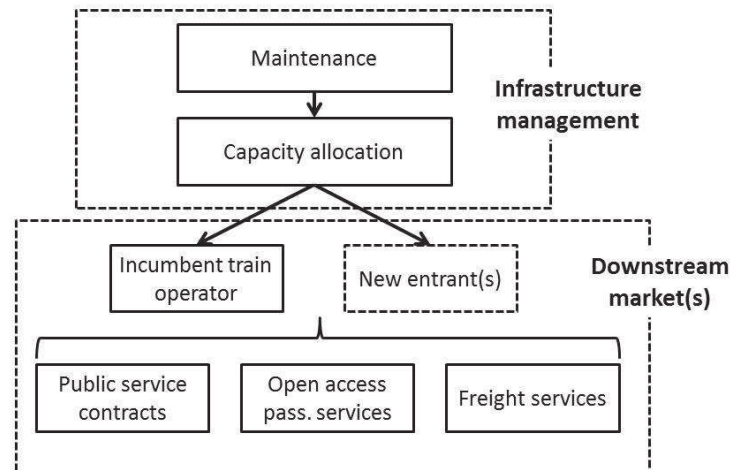 Maintenance
Infrastructure
management
Capacity allocation
Incumbent train
operator
New entrant(s)
Downstream
market(s)
Public service
contracts
Open access
pass. services
Freight services